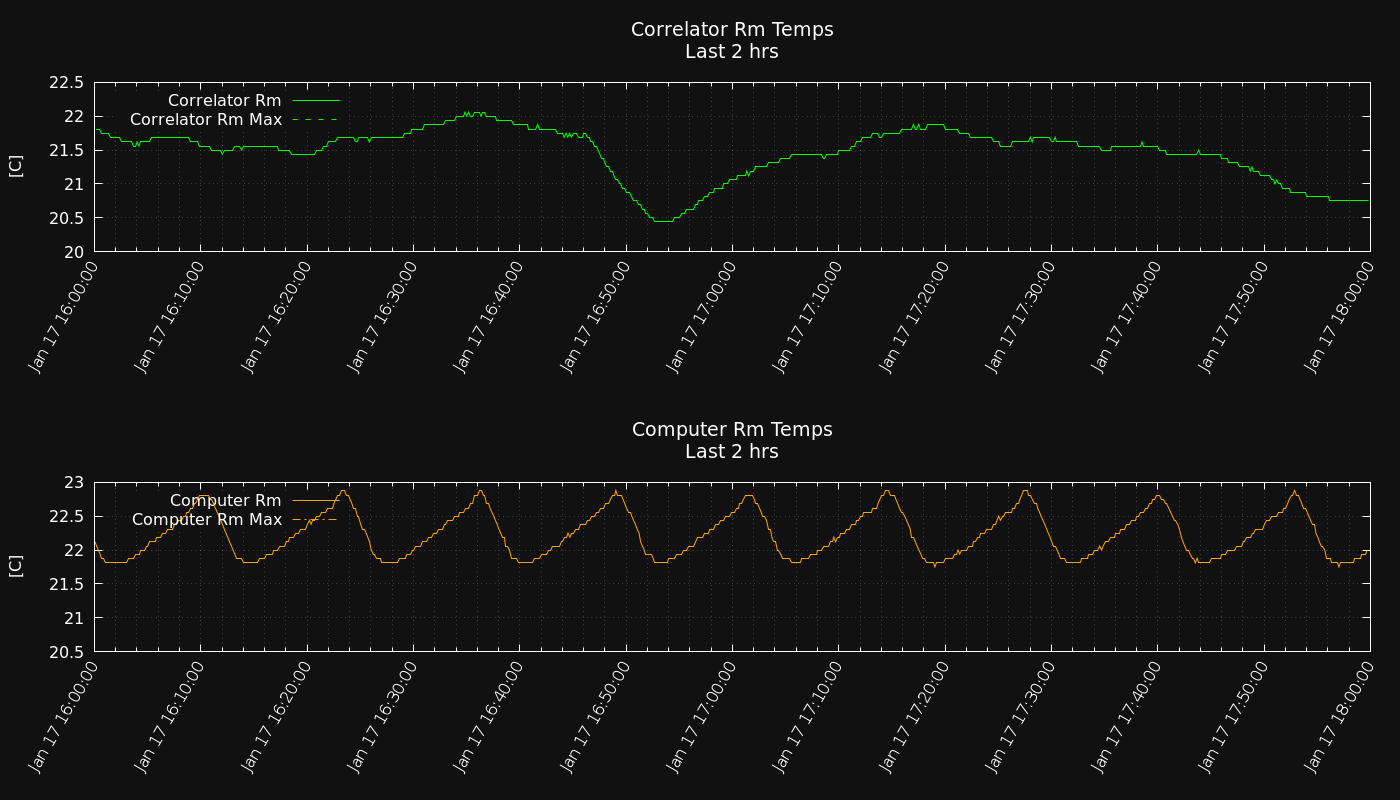 Correlator Rm Temps
Last 2 hrs
Correlator Rm
Correlator Rm Max
[C]
22.5
22
21.5
21
20.5
20
Jan 17 16:00:00
Jan 17 16:10:00
Jan 17 16:20:00
Jan 17 16:30:00
Jan 17 16:40:00
Jan 17 16:50:00
Jan 17 17:00:00
Jan 17 17:10:00
Jan 17 17:20:00
Jan 17 17:30:00
Jan 17 17:40:00
Jan 17 17:50:00
Jan 17 18:00:00
Computer Rm Temps
Last 2 hrs
Computer Rm
Computer Rm Max
[C]
23
22.5
22
21.5
21
20.5
Jan 17 16:00:00
Jan 17 16:10:00
Jan 17 16:20:00
Jan 17 16:30:00
Jan 17 16:40:00
Jan 17 16:50:00
Jan 17 17:00:00
Jan 17 17:10:00
Jan 17 17:20:00
Jan 17 17:30:00
Jan 17 17:40:00
Jan 17 17:50:00
Jan 17 18:00:00